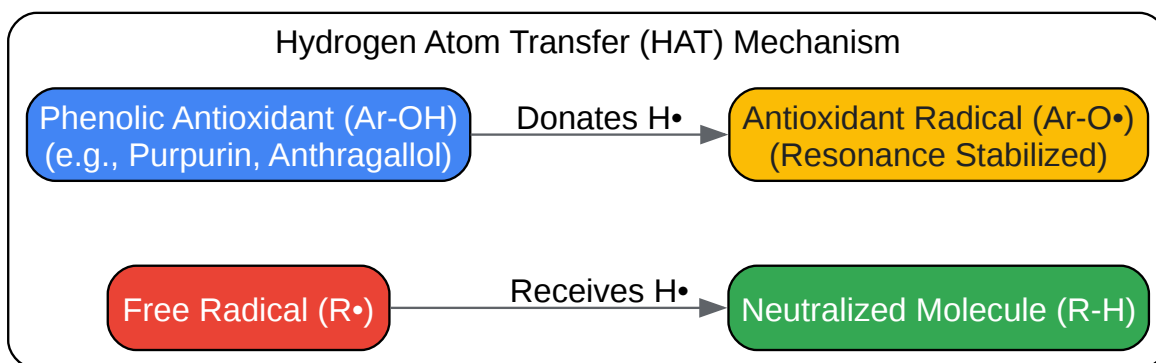 Hydrogen Atom Transfer (HAT) Mechanism
Phenolic Antioxidant (Ar-OH)
(e.g., Purpurin, Anthragallol)
Donates H•
Antioxidant Radical (Ar-O•)
(Resonance Stabilized)
Free Radical (R•)
Receives H•
Neutralized Molecule (R-H)